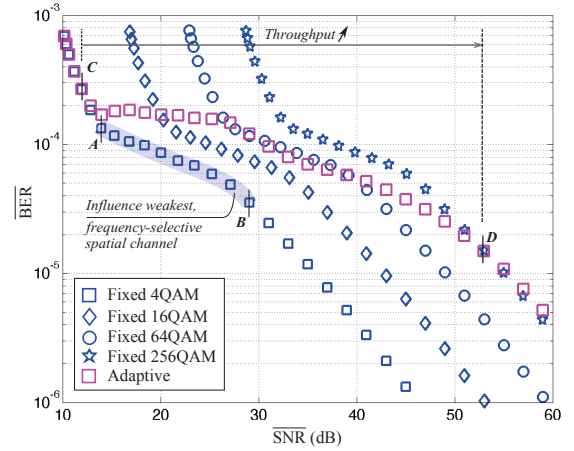 10⁻³
10⁻⁴
10⁻⁵
10⁻⁶
BER
Throughput
C
A
B
D
Influence weakest,
frequency-selective
spatial channel
Fixed 4QAM
Fixed 16QAM
Fixed 64QAM
Fixed 256QAM
Adaptive
10 20 30 40 50 60
SNR (dB)